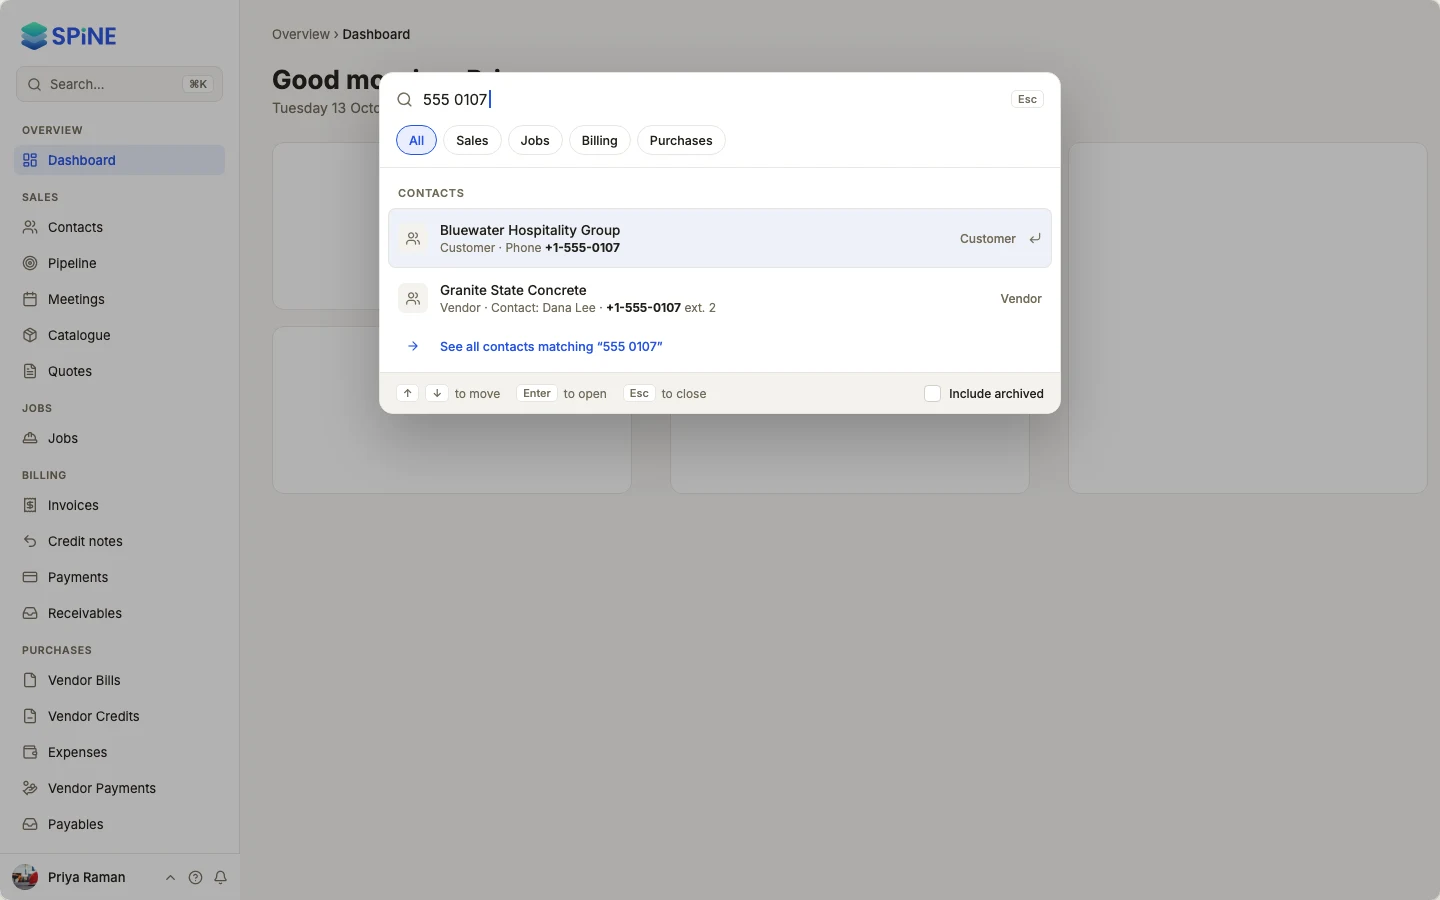 SPiNE
Search...
⌘K
OVERVIEW
Dashboard
SALES
Contacts
Pipeline
Meetings
Catalogue
Quotes
JOBS
Jobs
BILLING
Invoices
Credit notes
Payments
Receivables
PURCHASES
Vendor Bills
Vendor Credits
Expenses
Vendor Payments
Payables
Priya Raman
Overview › Dashboard
Good
Tuesday 13
555 0107
Esc
All
Sales
Jobs
Billing
Purchases
CONTACTS
Bluewater Hospitality Group
Customer · Phone +1-555-0107
Customer
Granite State Concrete
Vendor · Contact: Dana Lee · +1-555-0107 ext. 2
Vendor
See all contacts matching “555 0107”
↑ ↓ to move Enter to open Esc to close
Include archived